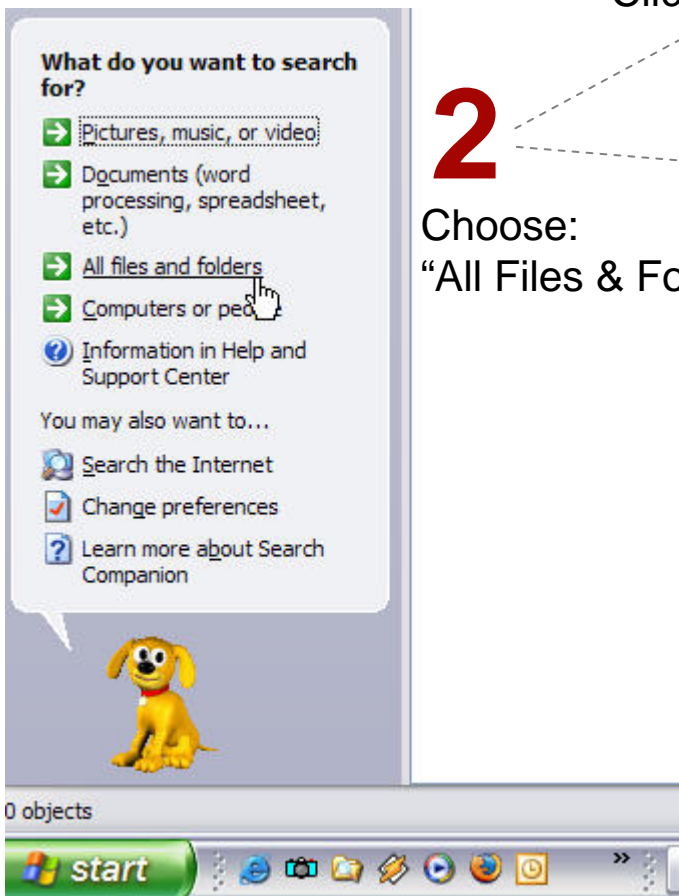 What do you want to search
for?
Pictures, music, or video
Documents (word
processing, spreadsheet,
etc.)
All files and folders
Computers or
Information in Help and
Support Center
You may also want to...
Search the Internet
Change preferences
Learn more about Search
Companion
2
Choose:
“All Files &
0 objects
start
»